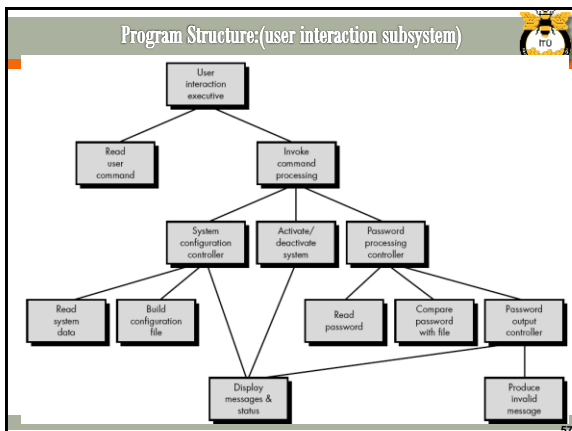 Program Structure:(user interaction subsystem)
İTÜ
User
interaction
executive
Read
user
command
Invoke
command
processing
System
configuration
controller
Activate/
deactivate
system
Password
processing
controller
Read
system
data
Build
configuration
file
Read
password
Compare
password
with file
Password
output
controller
Display
messages &
status
Produce
invalid
message
57